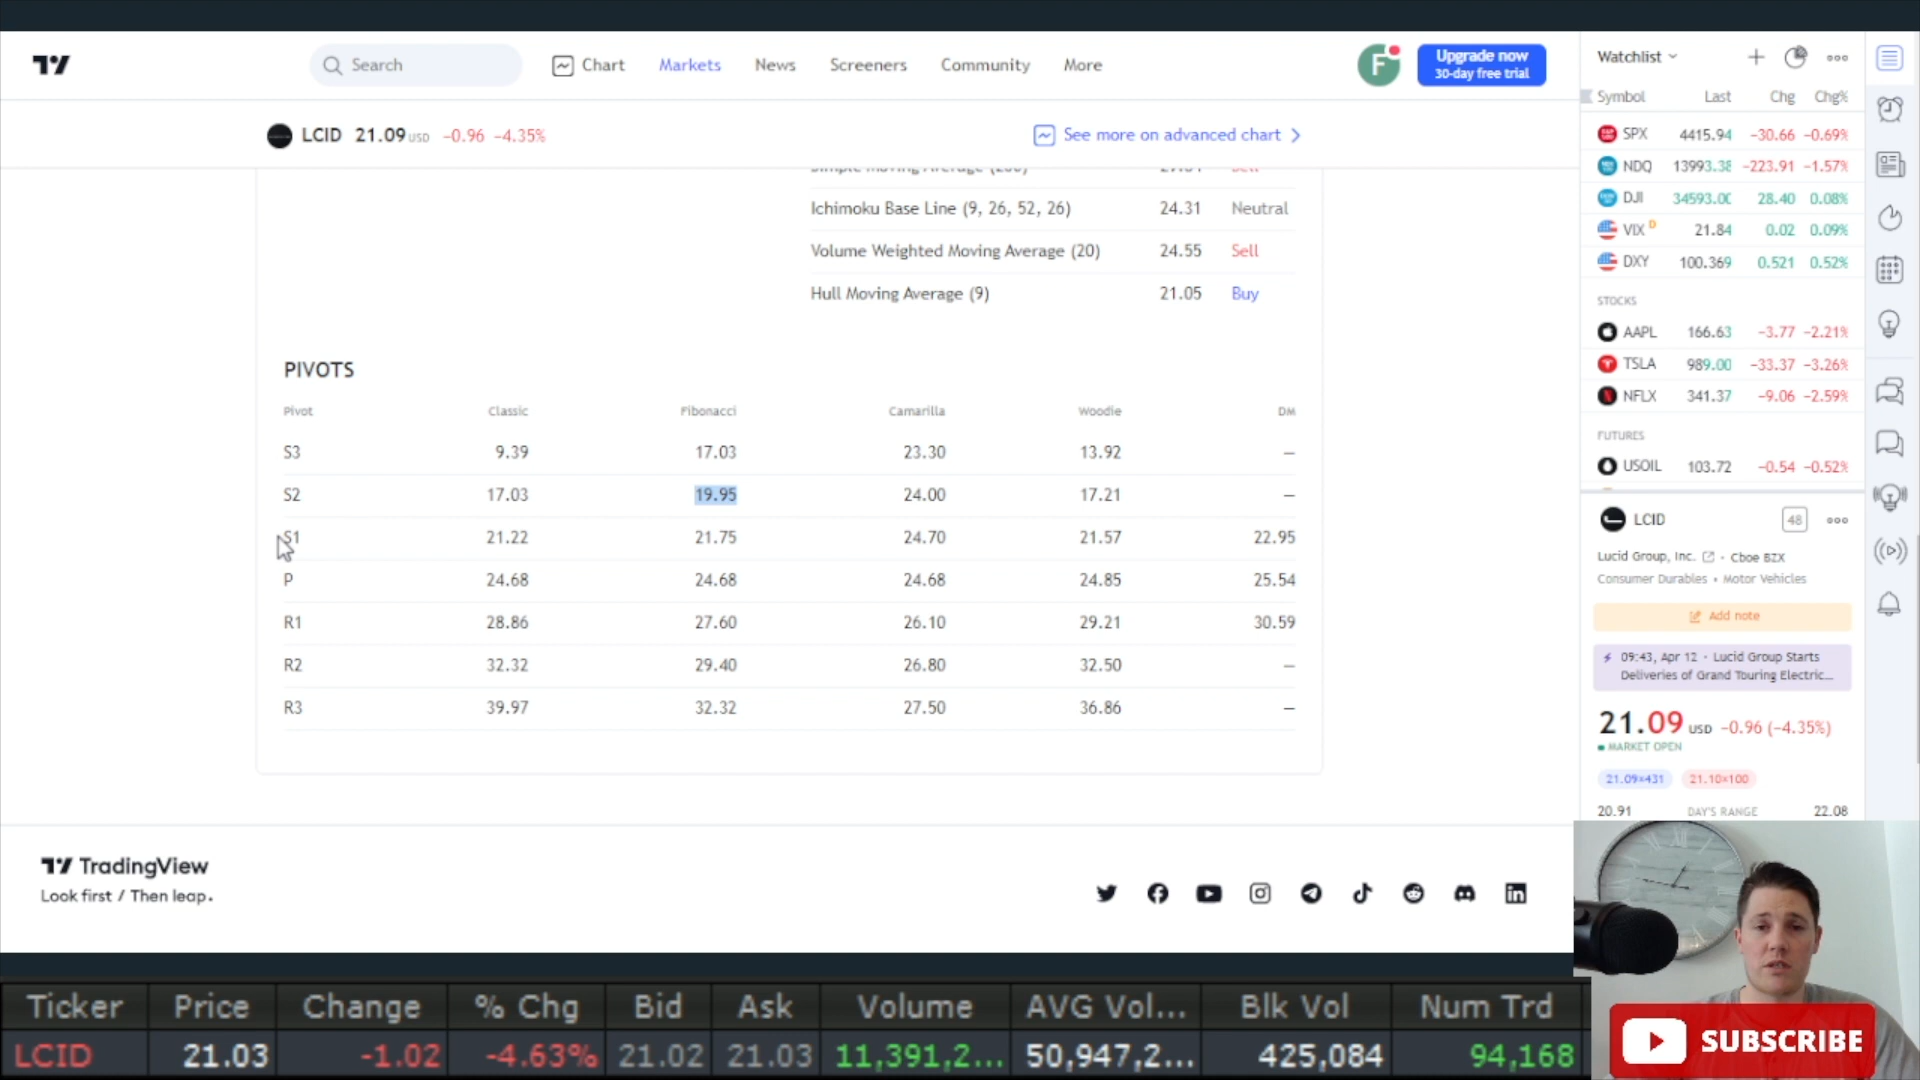 Search
Chart
Markets
News
Screeners
Community
More
F
Upgrade now
30-day free trial
LCID 21.09 USD −0.96 −4.35%
See more on advanced chart
Ichimoku Base Line (9, 26, 52, 26) 24.31 Neutral
Volume Weighted Moving Average (20) 24.55 Sell
Hull Moving Average (9) 21.05 Buy
PIVOTS
Pivot Classic Fibonacci Camarilla Woodie DM
S3 9.39 17.03 23.30 13.92 —
S2 17.03 19.95 24.00 17.21 —
S1 21.22 21.75 24.70 21.57 22.95
P 24.68 24.68 24.68 24.85 25.54
R1 28.86 27.60 26.10 29.21 30.59
R2 32.32 29.40 26.80 32.50 —
R3 39.97 32.32 27.50 36.86 —
TradingView
Look first / Then leap.
Watchlist
Symbol Last Chg Chg%
SPX 4415.94 −30.66 −0.69%
NDQ 13993.38 −223.91 −1.57%
DJI 34593.00 28.40 0.08%
VIX D 21.84 0.02 0.09%
DXY 100.369 0.521 0.52%
STOCKS
AAPL 166.63 −3.77 −2.21%
TSLA 989.00 −33.37 −3.26%
NFLX 341.37 −9.06 −2.59%
FUTURES
USOIL 103.72 −0.54 −0.52%
LCID 48
Lucid Group, Inc. • Cboe BZX
Consumer Durables • Motor Vehicles
Add note
09:43, Apr 12 • Lucid Group Starts
Deliveries of Grand Touring Electric...
21.09 USD −0.96 (−4.35%)
MARKET OPEN
21.09×431 21.10×100
20.91 DAY'S RANGE 22.08
Ticker Price Change % Chg Bid Ask Volume AVG Vol... Blk Vol Num Trd
LCID 21.03 -1.02 -4.63% 21.02 21.03 11,391,2... 50,947,2... 425,084 94,168
SUBSCRIBE